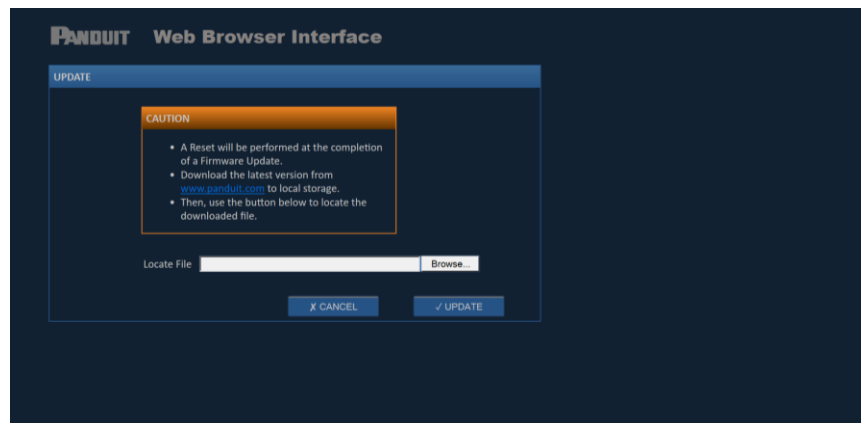 PANDUIT Web Browser Interface
UPDATE
CAUTION
• A Reset will be performed at the completion
of a Firmware Update.
• Download the latest version from
www.panduit.com to local storage.
• Then, use the button below to locate the
downloaded file.
Locate File Browse...
✗ CANCEL ✓ UPDATE